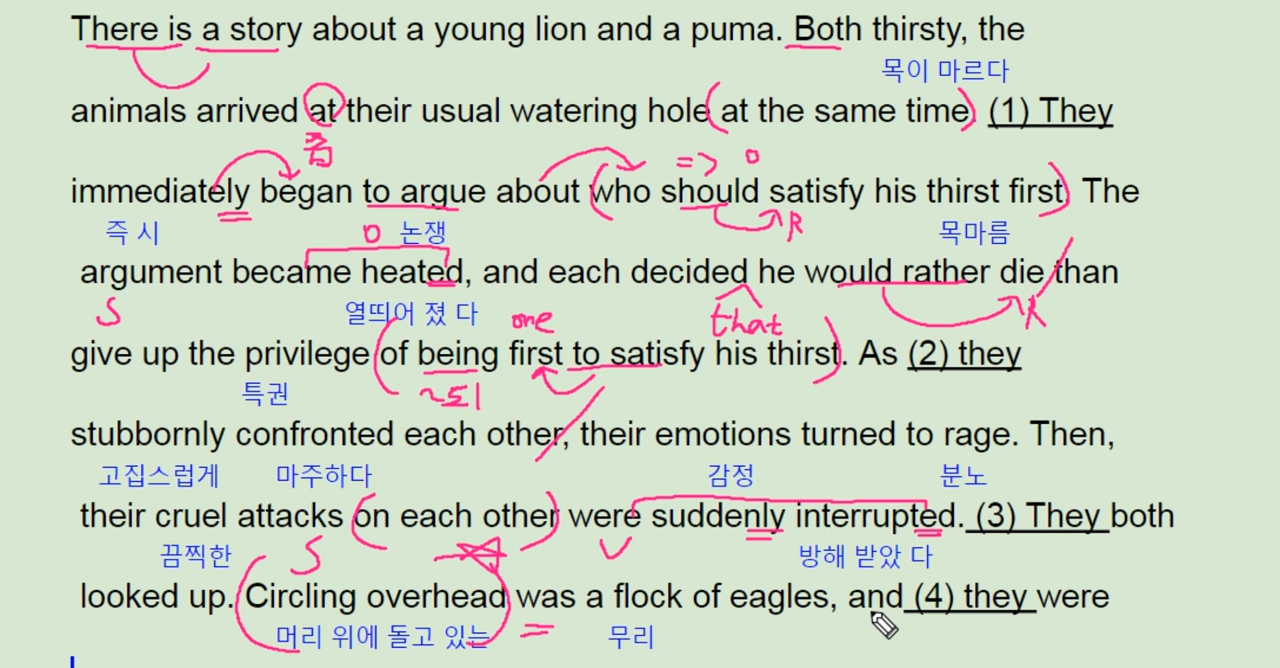 There is a story about a young lion and a puma. Both thirsty, the
목이 마르다
animals arrived at their usual watering hole at the same time. (1) They
좁 => o
immediately began to argue about who should satisfy his thirst first. The
즉 시 o 논쟁 R 목마름
argument became heated, and each decided he would rather die than
S 열띠어 졌 다 one that R
give up the privilege of being first to satisfy his thirst. As (2) they
특권 ~되
stubbornly confronted each other, their emotions turned to rage. Then,
고집스럽게 마주하다 감정 분노
their cruel attacks on each other were suddenly interrupted. (3) They both
끔찍한 S V 방해 받았 다
looked up. Circling overhead was a flock of eagles, and (4) they were
머리 위에 돌고 있는 무리